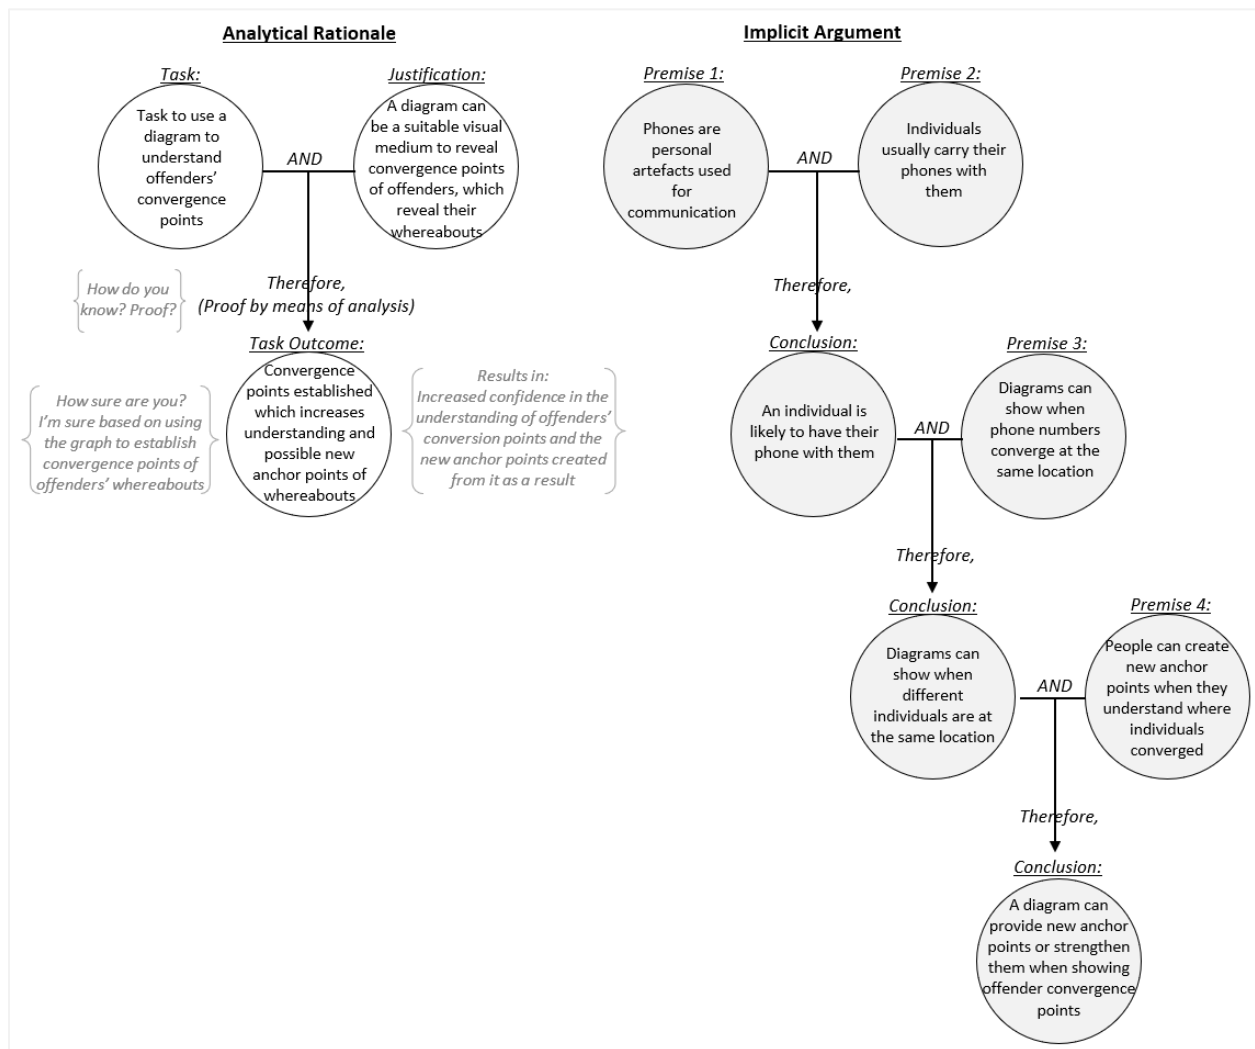 Analytical Rationale
Task:
Task to use a
diagram to
understand
offenders’
convergence
points
AND
Justification:
A diagram can
be a suitable visual
medium to reveal
convergence points
of offenders, which
reveal their
whereabouts
How do you
know? Proof?
Therefore,
(Proof by means of analysis)
Task Outcome:
Convergence
points established
which increases
understanding and
possible new
anchor points of
whereabouts
How sure are you?
I’m sure based on using
the graph to establish
convergence points of
offenders’ whereabouts
Results in:
Increased confidence in the
understanding of offenders’
conversion points and the
new anchor points created
from it as a result
Implicit Argument
Premise 1:
Phones are
personal
artefacts used
for
communication
AND
Premise 2:
Individuals
usually carry their
phones with
them
Therefore,
Conclusion:
An individual is
likely to have their
phone with them
AND
Premise 3:
Diagrams can
show when
phone numbers
converge at the
same location
Therefore,
Conclusion:
Diagrams can
show when
different
individuals are at
the same location
AND
Premise 4:
People can create
new anchor
points when they
understand where
individuals
converged
Therefore,
Conclusion:
A diagram can
provide new anchor
points or strengthen
them when showing
offender convergence
points